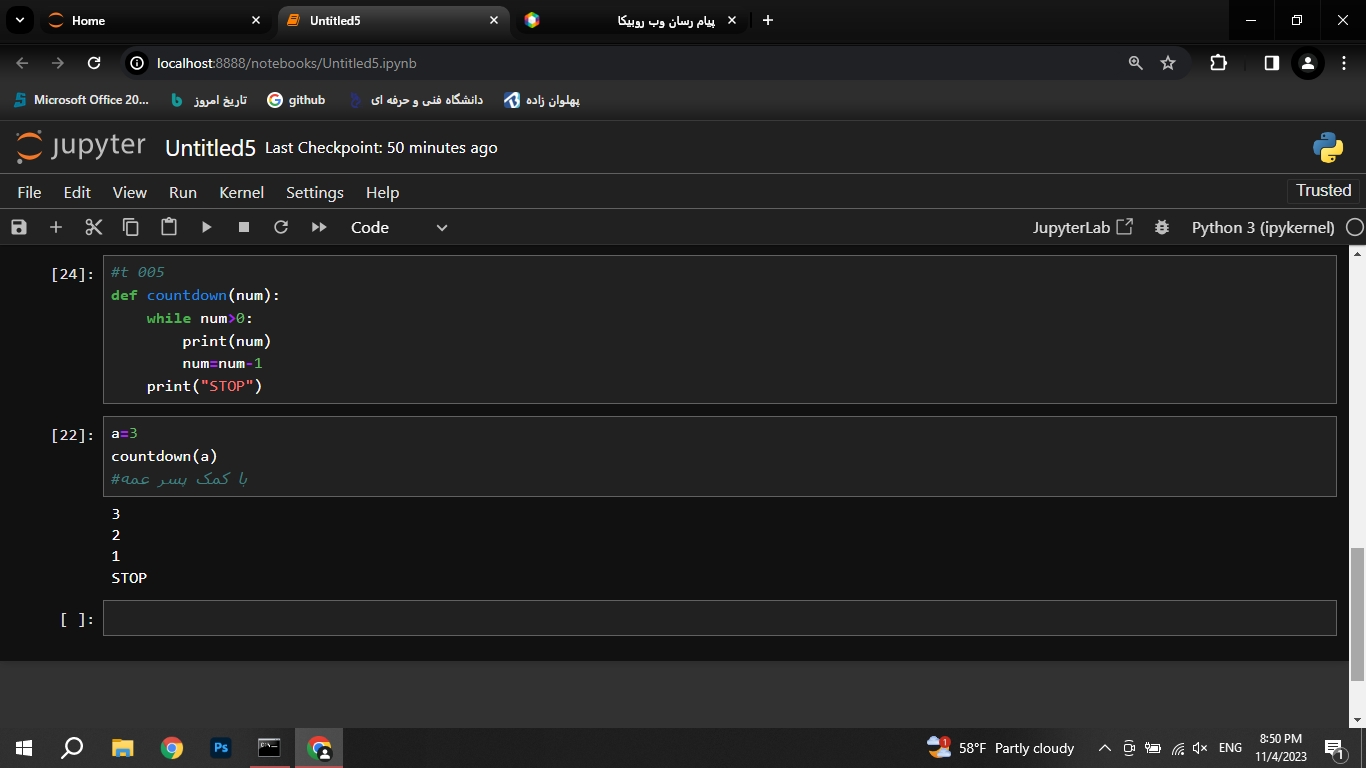 Home
Untitled5
پیام رسان وب روبیکا
localhost:8888/notebooks/Untitled5.ipynb
Microsoft Office 20...
تاریخ امروز
github
دانشگاه فنی و حرفه ای
پهلوان زاده
jupyter Untitled5 Last Checkpoint: 50 minutes ago
File Edit View Run Kernel Settings Help
Trusted
Code
JupyterLab
Python 3 (ipykernel)
[24]:
#t 005
def countdown(num):
    while num>0:
        print(num)
        num=num-1
    print("STOP")
[22]:
a=3
countdown(a)
#با کمک پسر عمه
3
2
1
STOP
[ ]:
Ps
1
58°F Partly cloudy
ENG
8:50 PM
11/4/2023
1